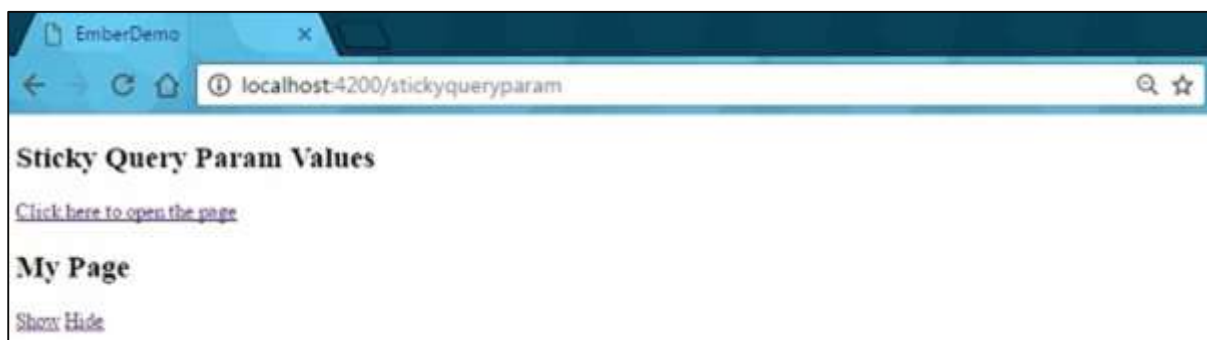 EmberDemo
localhost:4200/stickyqueryparam
Sticky Query Param Values
Click here to open the page
My Page
Show Hide